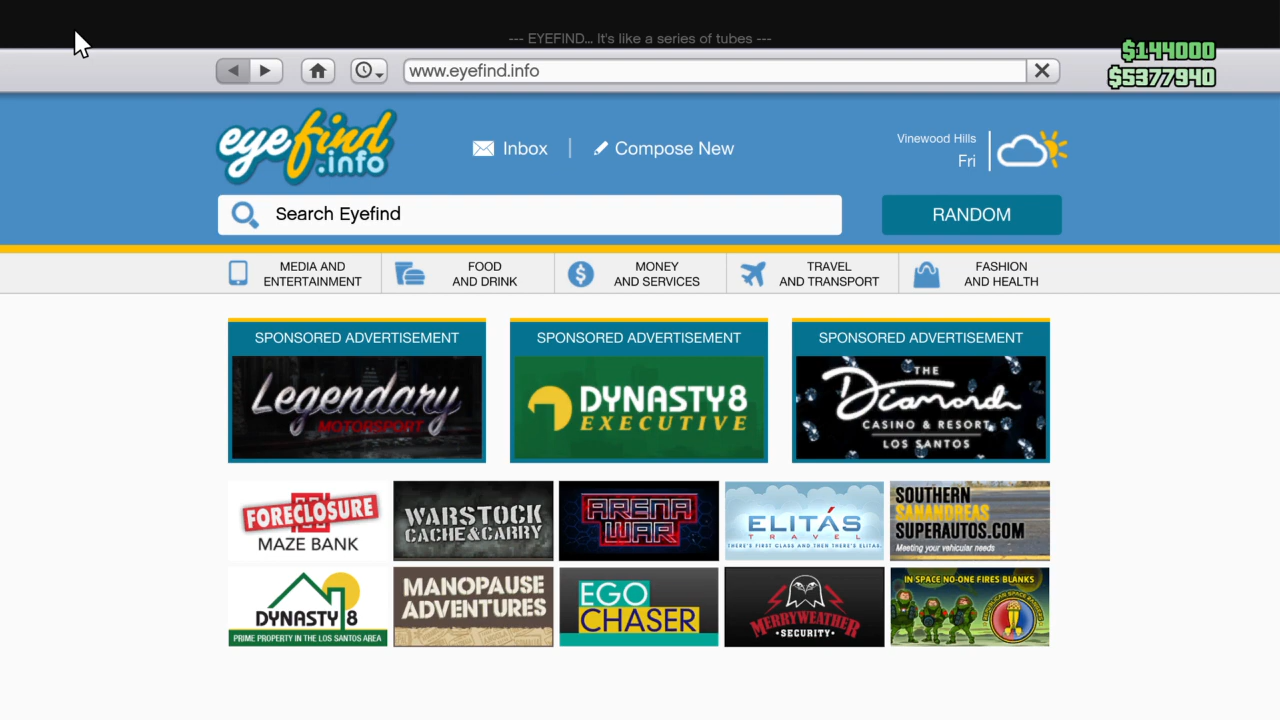 --- EYEFIND... It's like a series of tubes ---
$144000
www.eyefind.info
$5377940
eyefind
.info
Inbox
Compose New
Vinewood Hills
Fri
Search Eyefind
RANDOM
MEDIA AND
ENTERTAINMENT
FOOD
AND DRINK
MONEY
AND SERVICES
TRAVEL
AND TRANSPORT
FASHION
AND HEALTH
SPONSORED ADVERTISEMENT
Legendary
MOTORSPORT
SPONSORED ADVERTISEMENT
DYNASTY8
EXECUTIVE
SPONSORED ADVERTISEMENT
THE
Diamond
CASINO & RESORT
LOS SANTOS
FORECLOSURE
MAZE BANK
WARSTOCK
CACHE&CARRY
ARENA
WAR
ELITÁS
TRAVEL
THERE'S FIRST CLASS AND THEN THERE'S ELITAS.
SOUTHERN
SANANDREAS
SUPERAUTOS.COM
Meeting your vehicular needs
DYNASTY 8
PRIME PROPERTY IN THE LOS SANTOS AREA
MANOPAUSE
ADVENTURES
EGO
CHASER
MERRYWEATHER
•SECURITY•
IN SPACE NO-ONE FIRES BLANKS